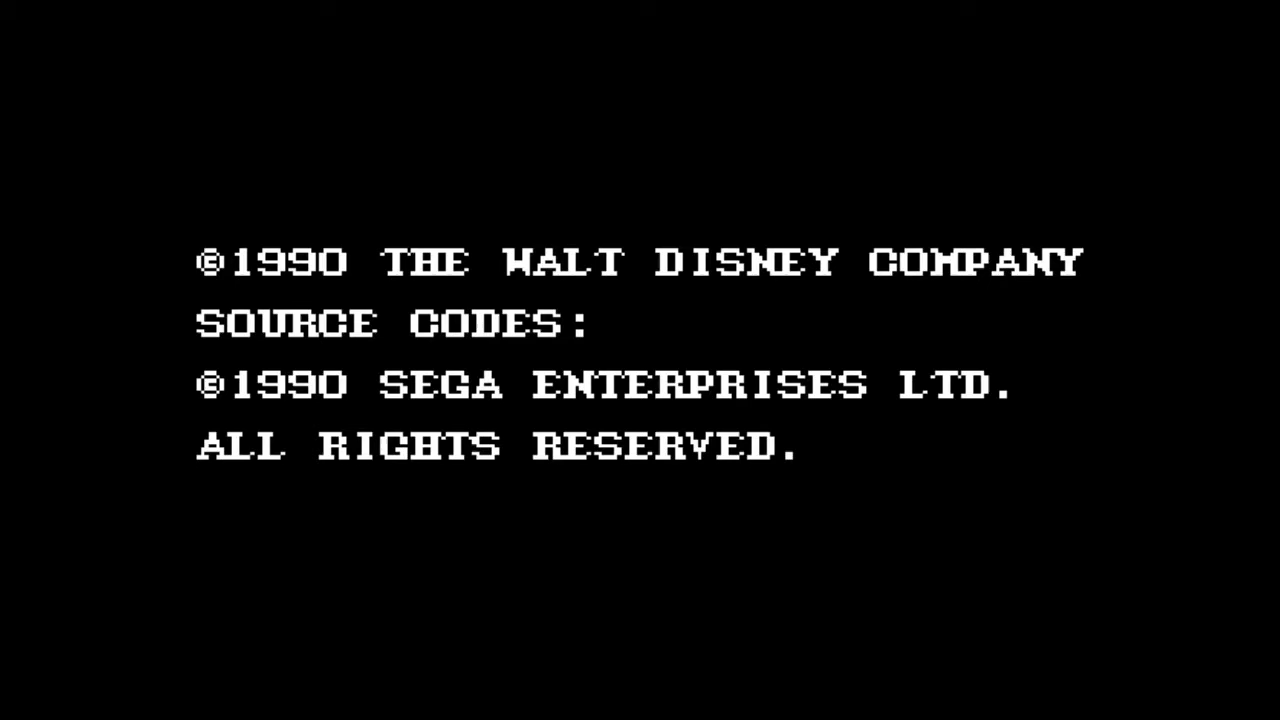 ©1990 THE WALT DISNEY COMPANY
SOURCE CODES:
©1990 SEGA ENTERPRISES LTD.
ALL RIGHTS RESERVED.